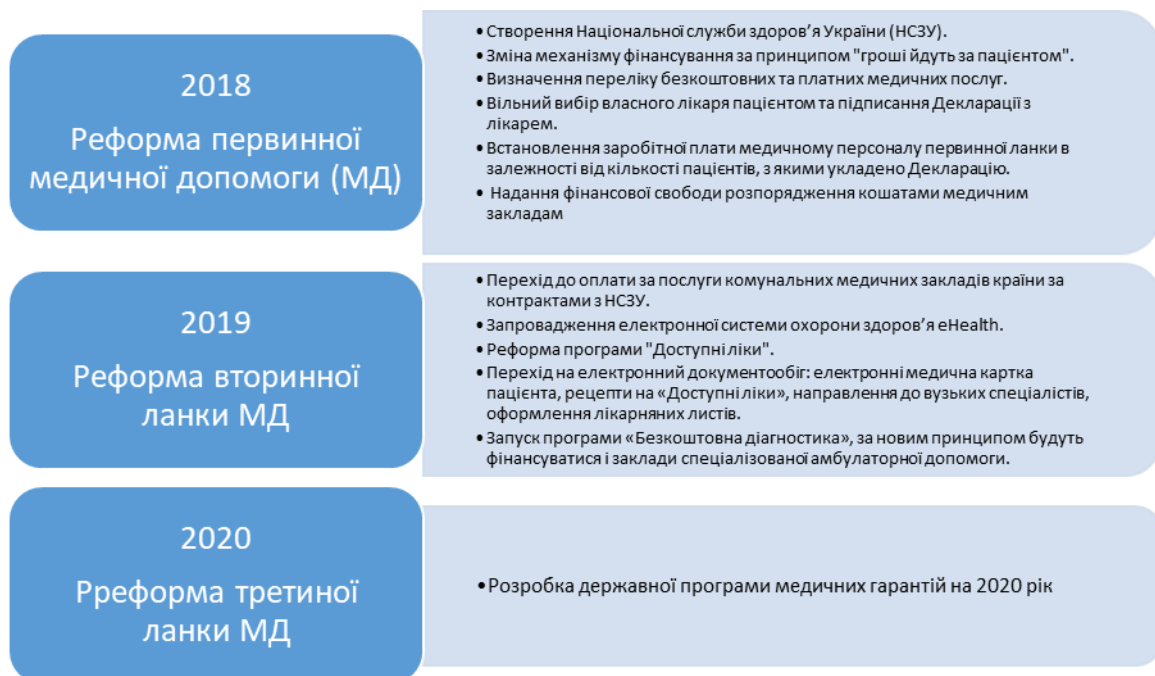 2018
Реформа первинної
медичної допомоги (МД)
•Створення Національної служби здоров’я України (НСЗУ).
•Зміна механізму фінансування за принципом "гроші йдуть за пацієнтом".
•Визначення переліку безкоштовних та платних медичних послуг.
•Вільний вибір власного лікаря пацієнтом та підписання Декларації з
лікарем.
•Встановлення заробітної плати медичному персоналу первинної ланки в
залежності від кількості пацієнтів, з якими укладено Декларацію.
• Надання фінансової свободи розпорядження кошатами медичним
закладам
2019
Реформа вторинної
ланки МД
•Перехід до оплати за послуги комунальних медичних закладів країни за
контрактами з НСЗУ.
•Запровадження електронної системи охорони здоров’я eHealth.
•Реформа програми "Доступні ліки".
•Перехід на електронний документообіг: електронні медична картка
пацієнта, рецепти на «Доступні ліки», направлення до вузьких спеціалістів,
оформлення лікарняних листів.
•Запуск програми «Безкоштовна діагностика», за новим принципом будуть
фінансуватися і заклади спеціалізованої амбулаторної допомоги.
2020
Рреформа третиної
ланки МД
•Розробка державної програми медичних гарантій на 2020 рік